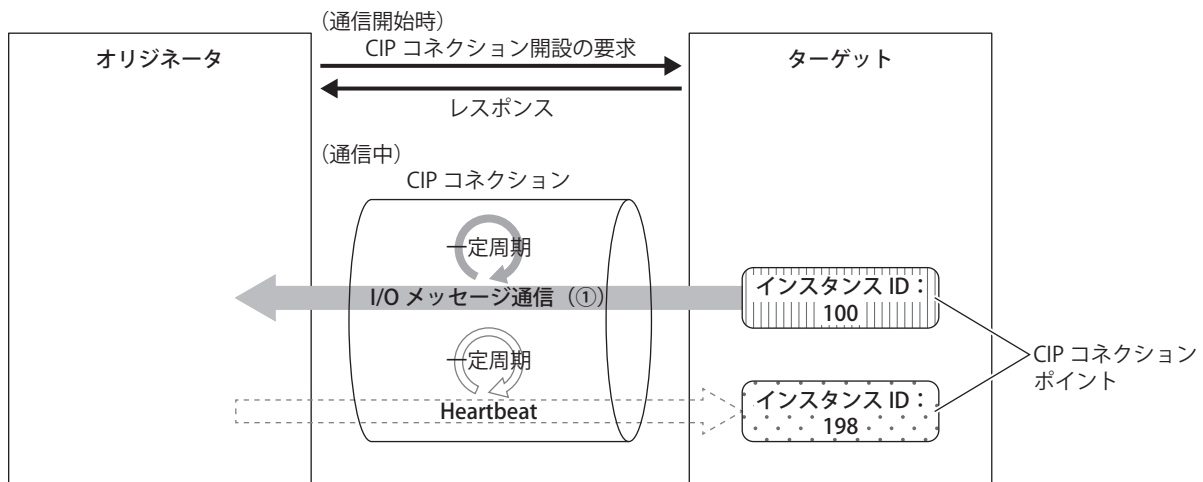 (通信開始時)
CIP コネクション開設の要求
オリジネータ
ターゲット
レスポンス
(通信中)
CIP コネクション
一定周期
I/O メッセージ通信(①)
インスタンス ID:
100
一定周期
CIP コネクション
ポイント
Heartbeat
インスタンス ID:
198